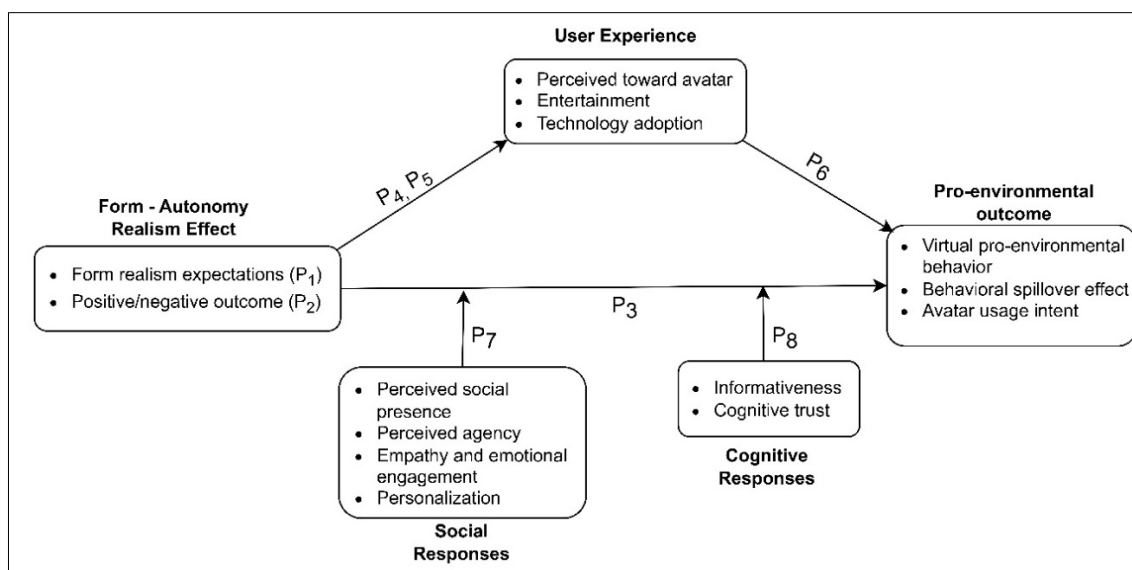 User Experience
• Perceived toward avatar
• Entertainment
• Technology adoption
P4, P5
P6
Form - Autonomy
Realism Effect
• Form realism expectations (P1)
• Positive/negative outcome (P2)
Pro-environmental
outcome
• Virtual pro-environmental
behavior
• Behavioral spillover effect
• Avatar usage intent
P3
P7
P8
• Perceived social
presence
• Perceived agency
• Empathy and emotional
engagement
• Personalization
Social
Responses
• Informativeness
• Cognitive trust
Cognitive
Responses